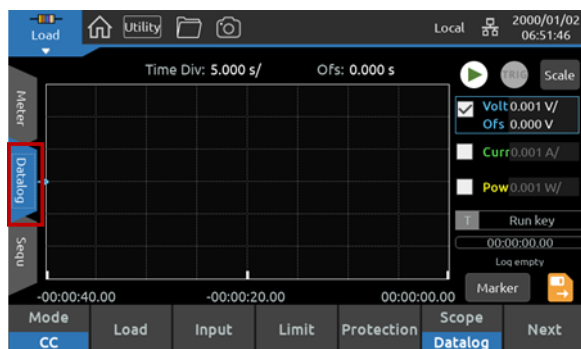 Load
Utility
Local
2000/01/02
06:51:46
Time Div: 5.000 s/
Ofs: 0.000 s
TRIG
Scale
Meter
Datalog
Sequ
Volt 0.001 V/
Ofs 0.000 V
Curr 0.001 A/
Pow 0.001 W/
T
Run key
00:00:00.00
Log empty
-00:00:40.00
-00:00:20.00
00:00:00.00
Marker
Mode
CC
Load
Input
Limit
Protection
Scope
Datalog
Next